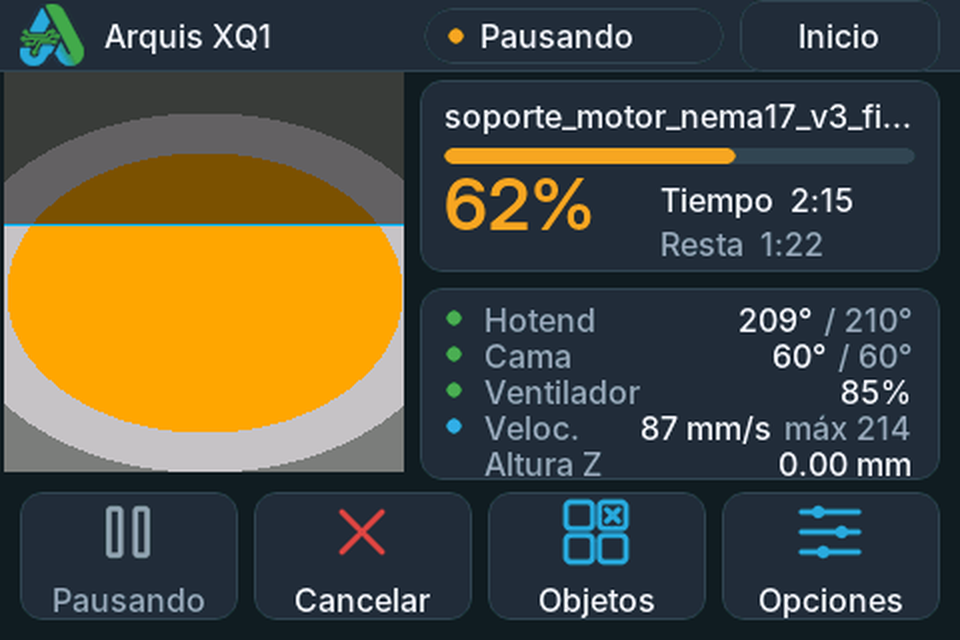 Arquis XQ1
Pausando
Inicio
soporte_motor_nema17_v3_fi...
62%
Tiempo 2:15
Resta 1:22
Hotend 209° / 210°
Cama 60° / 60°
Ventilador 85%
Veloc. 87 mm/s máx 214
Altura Z 0.00 mm
Pausando
Cancelar
Objetos
Opciones